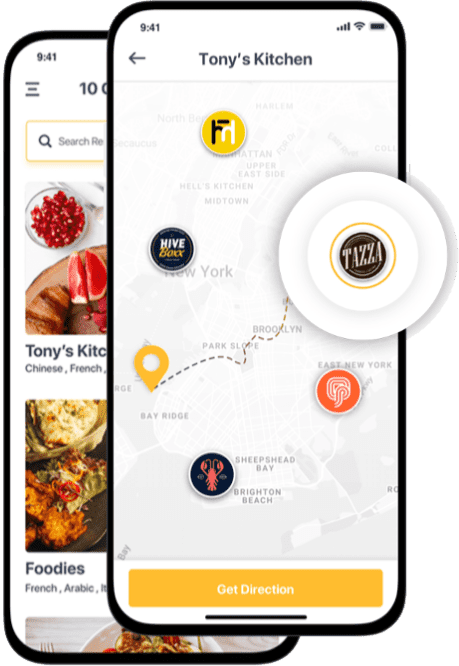 9:41
10
Search Re
Tony's Kitc
Chinese , French ,
Foodies
French , Arabic , It
9:41
Tony's Kitchen
HARLEM
North Be
Secaucus
MANHATTAN
UPPER
EAST SIDE
HELL'S KITCHEN
MIDTOWN
HIVE
Boxx
TAZZA
New York
BROOKLYN
PARK SLOPE
EAST NEW YORK
BAY RIDGE
SHEEPSHEAD
BAY
BRIGHTON
BEACH
Bay
Get Direction